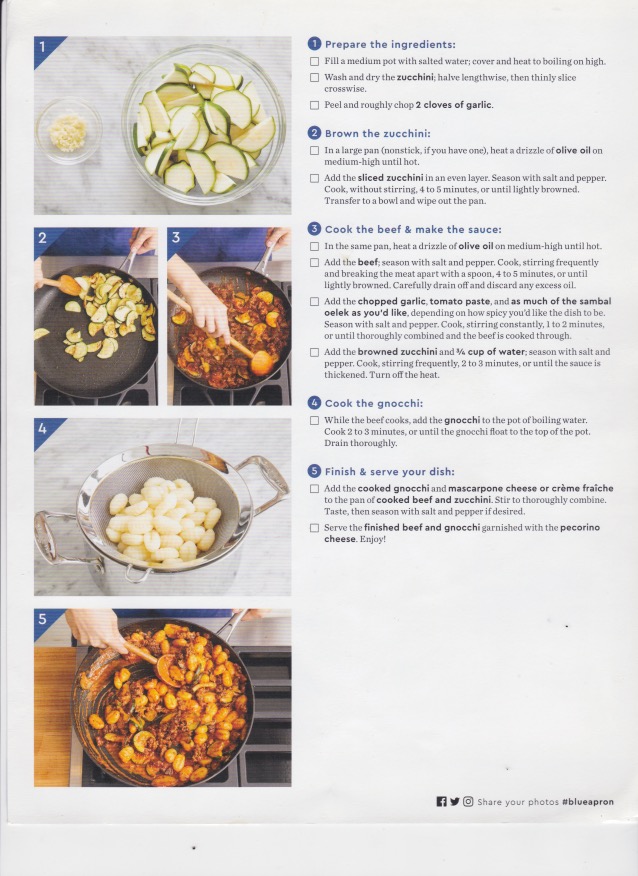 1
1 Prepare the ingredients:
Fill a medium pot with salted water; cover and heat to boiling on high.
Wash and dry the zucchini; halve lengthwise, then thinly slice
crosswise.
Peel and roughly chop 2 cloves of garlic.
2 Brown the zucchini:
In a large pan (nonstick, if you have one), heat a drizzle of olive oil on
medium-high until hot.
Add the sliced zucchini in an even layer. Season with salt and pepper.
Cook, without stirring, 4 to 5 minutes, or until lightly browned.
Transfer to a bowl and wipe out the pan.
2
3
3 Cook the beef & make the sauce:
In the same pan, heat a drizzle of olive oil on medium-high until hot.
Add the beef; season with salt and pepper. Cook, stirring frequently
and breaking the meat apart with a spoon, 4 to 5 minutes, or until
lightly browned. Carefully drain off and discard any excess oil.
Add the chopped garlic, tomato paste, and as much of the sambal
oelek as you'd like, depending on how spicy you'd like the dish to be.
Season with salt and pepper. Cook, stirring constantly, 1 to 2 minutes,
or until thoroughly combined and the beef is cooked through.
Add the browned zucchini and ¾ cup of water; season with salt and
pepper. Cook, stirring frequently, 2 to 3 minutes, or until the sauce is
thickened. Turn off the heat.
4
4 Cook the gnocchi:
While the beef cooks, add the gnocchi to the pot of boiling water.
Cook 2 to 3 minutes, or until the gnocchi float to the top of the pot.
Drain thoroughly.
5 Finish & serve your dish:
Add the cooked gnocchi and mascarpone cheese or crème fraîche
to the pan of cooked beef and zucchini. Stir to thoroughly combine.
Taste, then season with salt and pepper if desired.
Serve the finished beef and gnocchi garnished with the pecorino
cheese. Enjoy!
5
Share your photos #blueapron